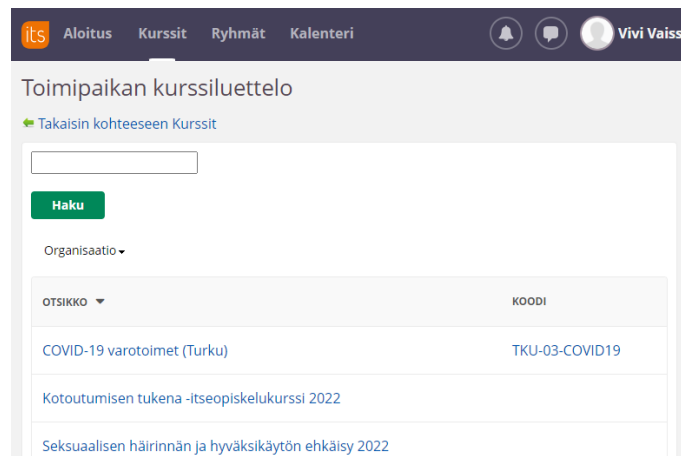 its Aloitus Kurssit Ryhmät Kalenteri Vivi Vaiss
Toimipaikan kurssiluettelo
Takaisin kohteeseen Kurssit
Haku
Organisaatio
OTSIKKO KOODI
COVID-19 varotoimet (Turku) TKU-03-COVID19
Kotoutumisen tukena -itseopiskelukurssi 2022
Seksuaalisen häirinnän ja hyväksikäytön ehkäisy 2022